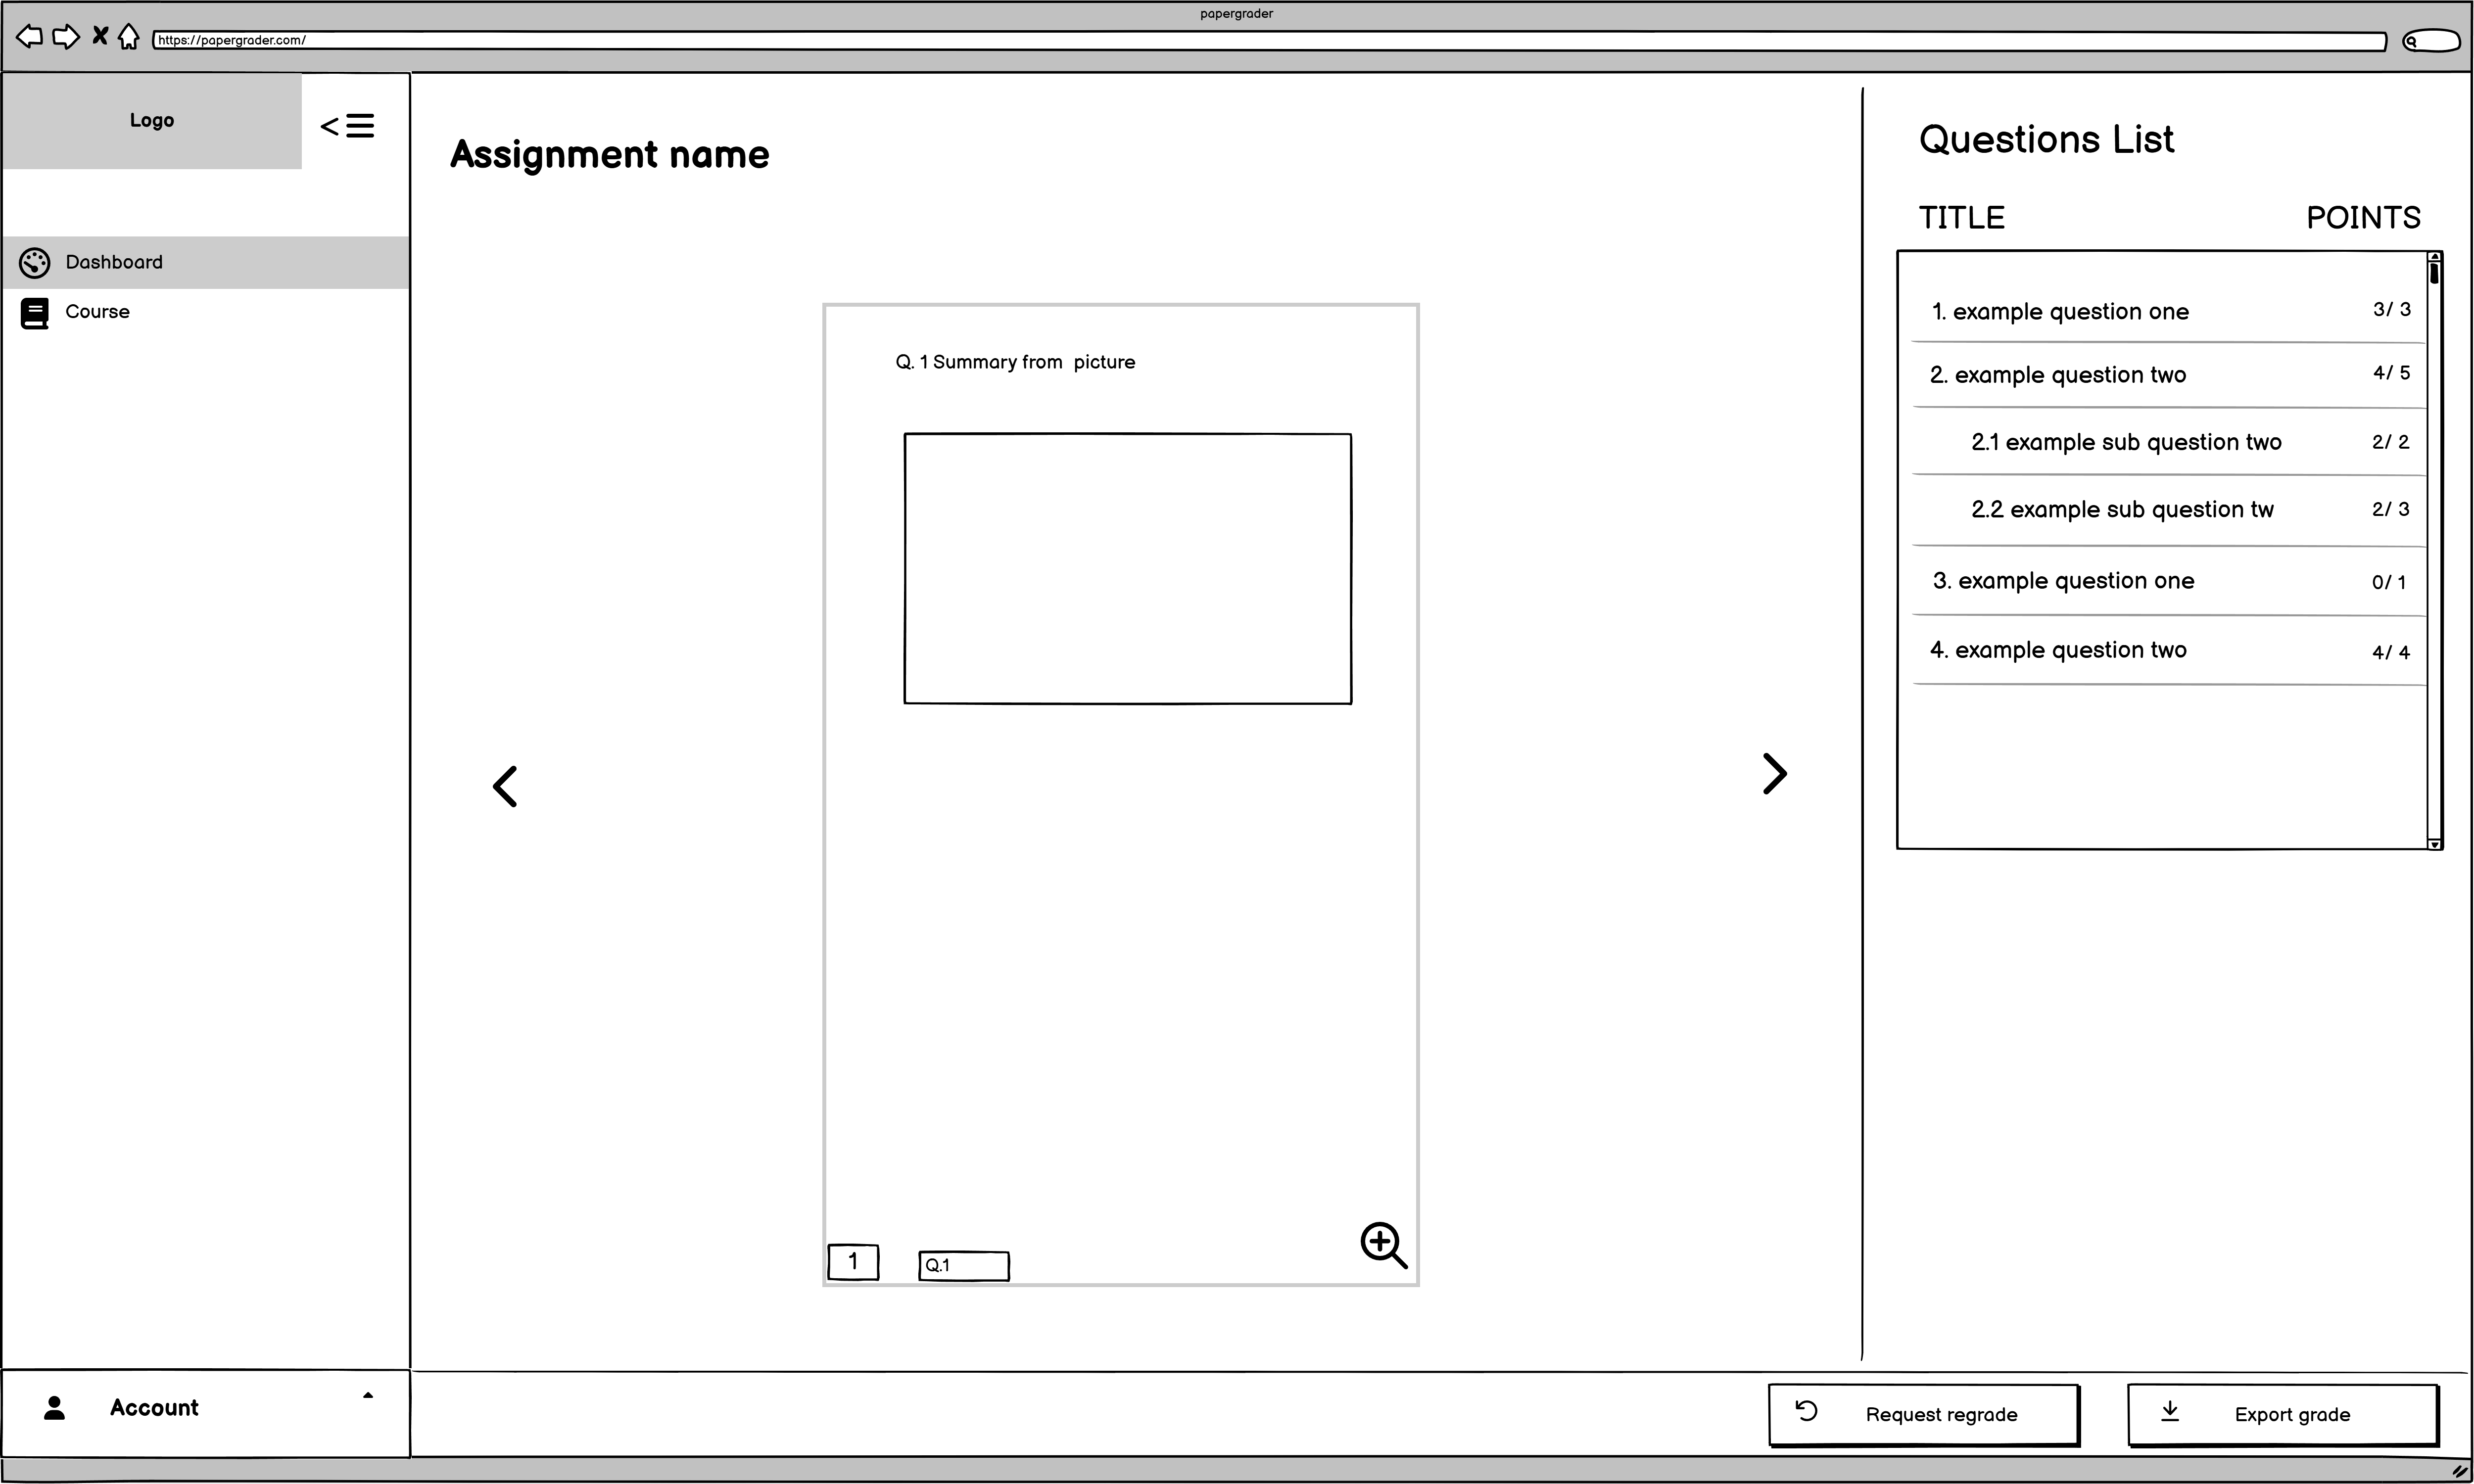 papergrader
https://papergrader.com/
Logo
Dashboard
Course
Account
Assignment name
Q. 1 Summary from picture
1
Q.1
Questions List
TITLE POINTS
1. example question one 3/ 3
2. example question two 4/ 5
2.1 example sub question two 2/ 2
2.2 example sub question tw 2/ 3
3. example question one 0/ 1
4. example question two 4/ 4
Request regrade
Export grade